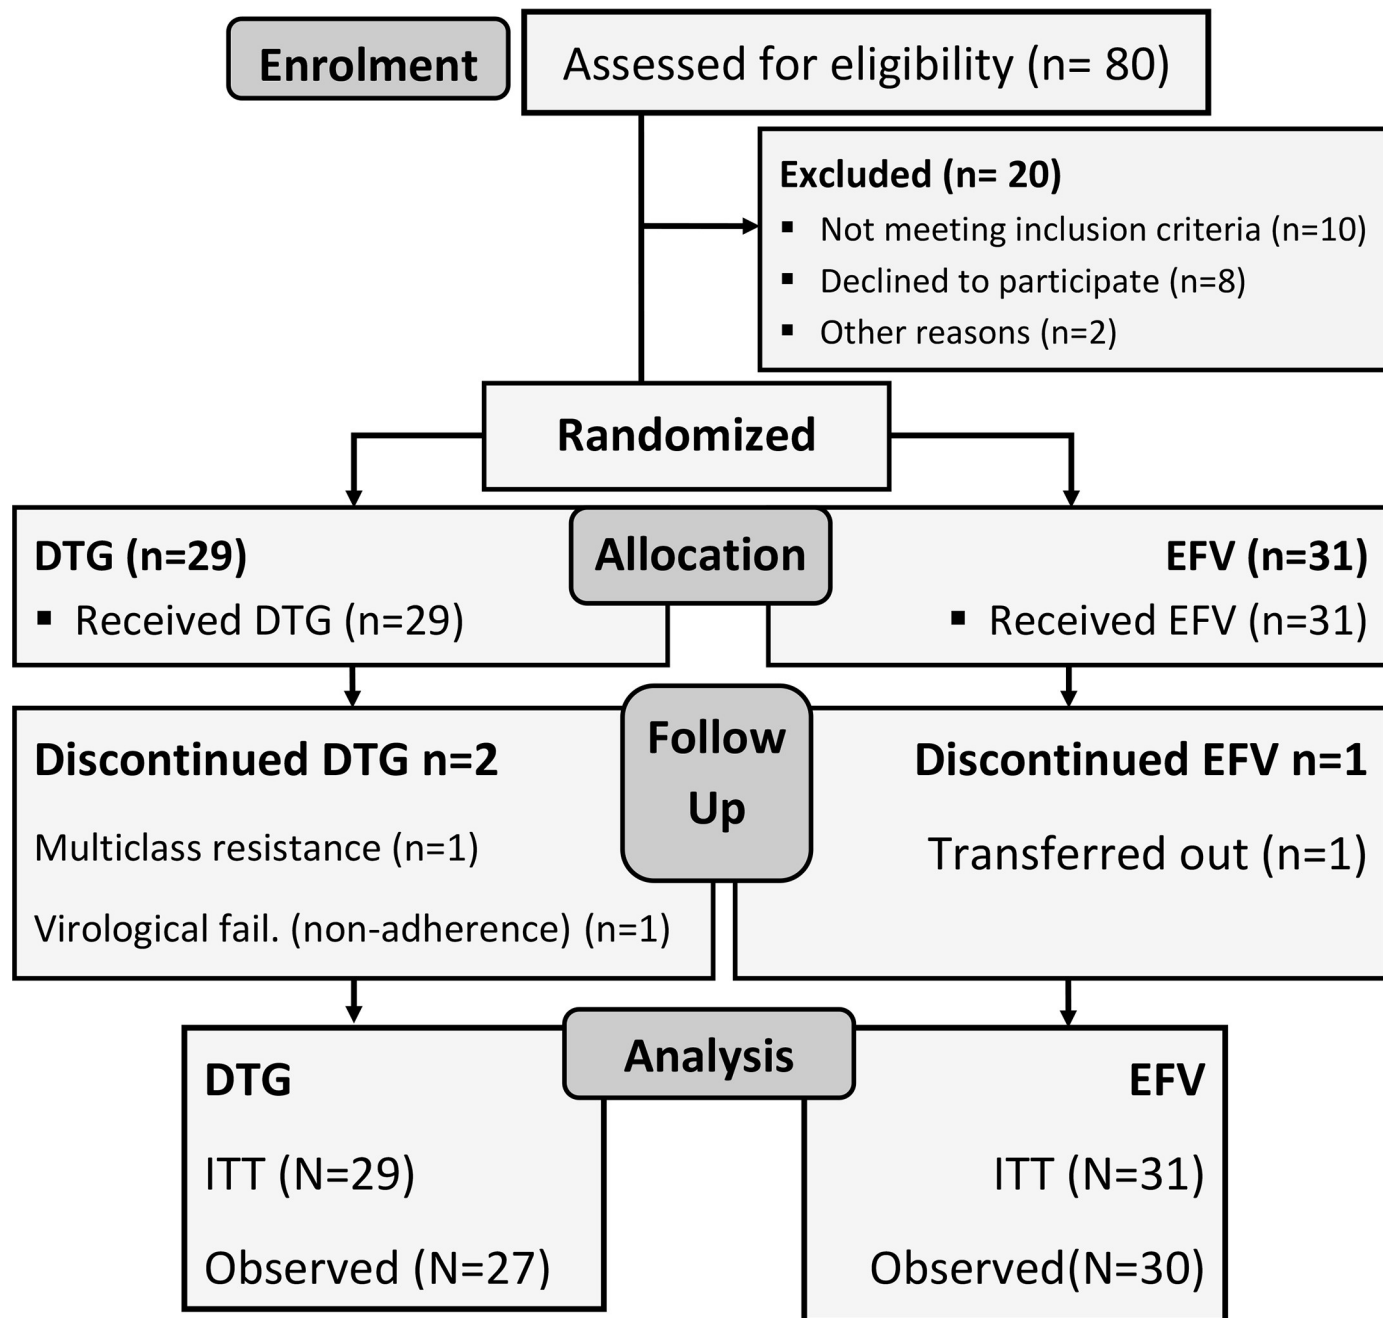 Enrolment
Assessed for eligibility (n= 80)
Excluded (n= 20)
▪ Not meeting inclusion criteria (n=10)
▪ Declined to participate (n=8)
▪ Other reasons (n=2)
Randomized
Allocation
DTG (n=29)
▪ Received DTG (n=29)
EFV (n=31)
▪ Received EFV (n=31)
Follow
Up
Discontinued DTG n=2
Multiclass resistance (n=1)
Virological fail. (non-adherence) (n=1)
Discontinued EFV n=1
Transferred out (n=1)
Analysis
DTG
ITT (N=29)
Observed (N=27)
EFV
ITT (N=31)
Observed(N=30)